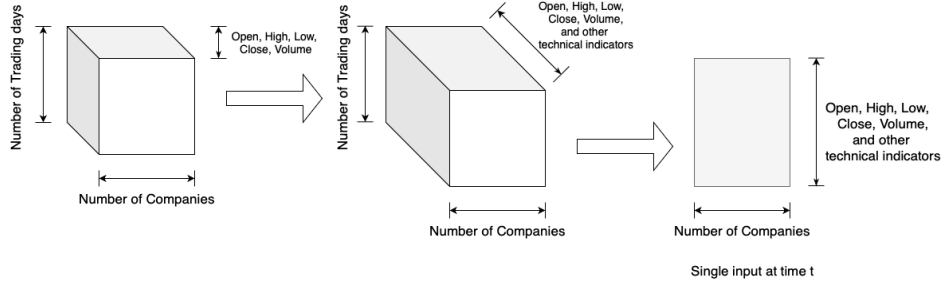 Number of Trading days
Open, High, Low,
Close, Volume
Number of Companies
Number of Trading days
Open, High, Low,
Close, Volume,
and other
technical indicators
Number of Companies
Open, High, Low,
Close, Volume,
and other
technical indicators
Number of Companies
Single input at time t